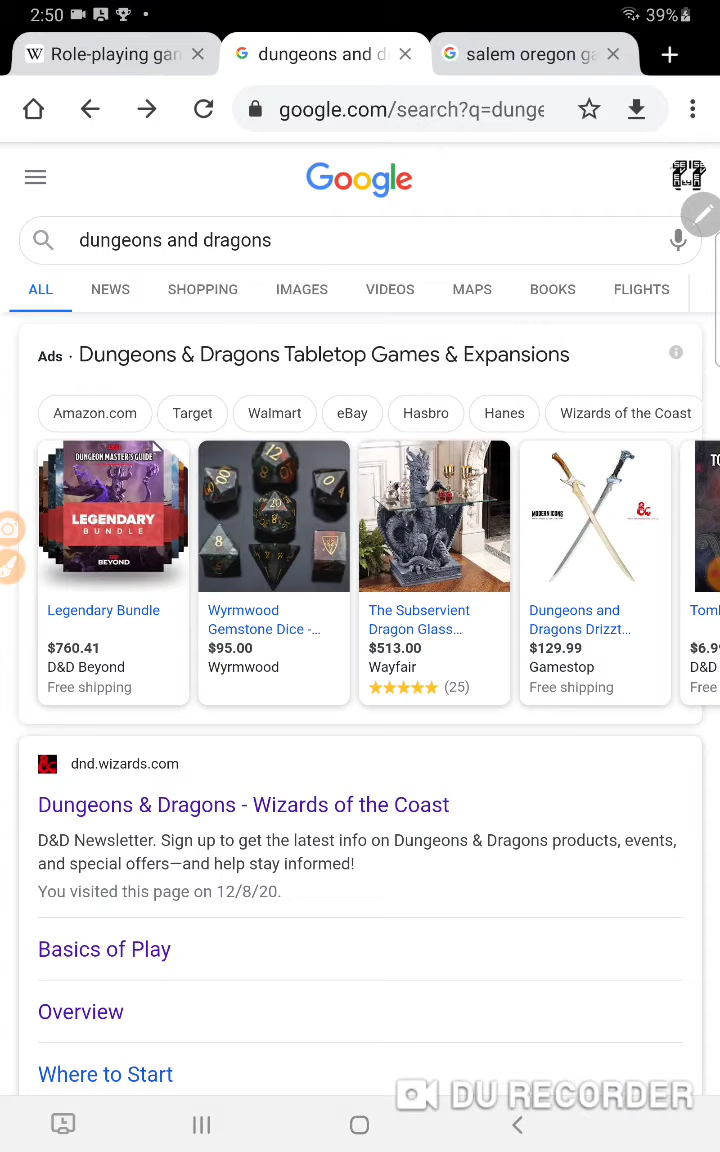 2:50
39%
Role-playing gan
dungeons and d
salem oregon ga
google.com/search?q=dunge
Google
dungeons and dragons
ALL NEWS SHOPPING IMAGES VIDEOS MAPS BOOKS FLIGHTS
Ads · Dungeons & Dragons Tabletop Games & Expansions
Amazon.com Target Walmart eBay Hasbro Hanes Wizards of the Coast
DUNGEON MASTER'S GUIDE
LEGENDARY
BUNDLE
BEYOND
MODERN ICONS
Legendary Bundle
$760.41
D&D Beyond
Free shipping
Wyrmwood
Gemstone Dice -...
$95.00
Wyrmwood
The Subservient
Dragon Glass...
$513.00
Wayfair
(25)
Dungeons and
Dragons Drizzt...
$129.99
Gamestop
Free shipping
TO
Toml
$6.99
D&D
Free
dnd.wizards.com
Dungeons & Dragons - Wizards of the Coast
D&D Newsletter. Sign up to get the latest info on Dungeons & Dragons products, events,
and special offers—and help stay informed!
You visited this page on 12/8/20.
Basics of Play
Overview
Where to Start
DU RECORDER